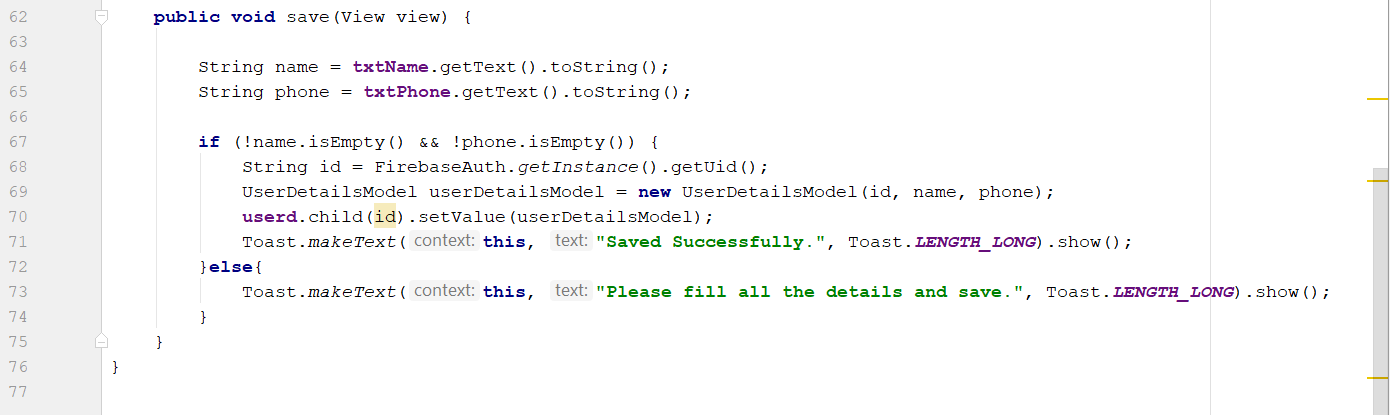 62 public void save(View view) {
63
64 String name = txtName.getText().toString();
65 String phone = txtPhone.getText().toString();
66
67 if (!name.isEmpty() && !phone.isEmpty()) {
68 String id = FirebaseAuth.getInstance().getUid();
69 UserDetailsModel userDetailsModel = new UserDetailsModel(id, name, phone);
70 userd.child(id).setValue(userDetailsModel);
71 Toast.makeText( context: this, text: "Saved Successfully.", Toast.LENGTH_LONG).show();
72 }else{
73 Toast.makeText( context: this, text: "Please fill all the details and save.", Toast.LENGTH_LONG).show();
74 }
75 }
76 }
77